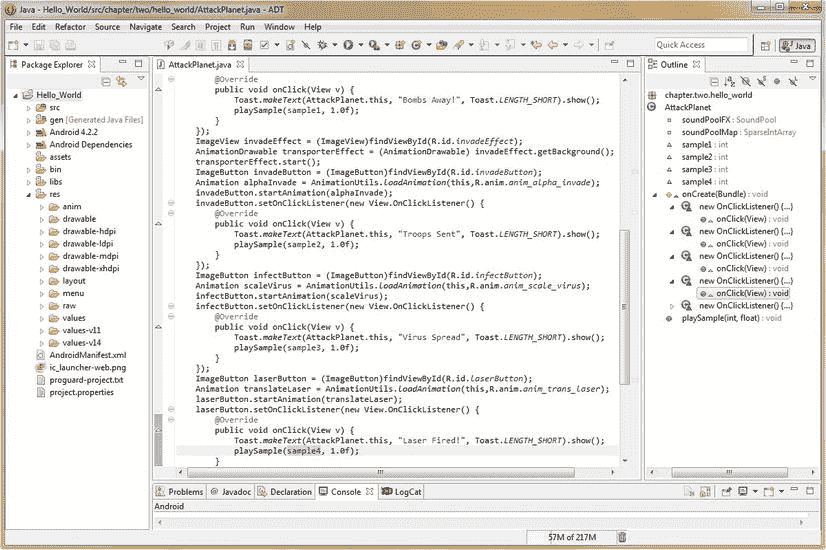 Java - Hello_World/src/chapter/two/hello_world/AttackPlanet.java - ADT
File Edit Refactor Source Navigate Search Project Run Window Help
Quick Access
Java
Package Explorer
Hello_World
src
gen [Generated Java Files]
Android 4.2.2
Android Dependencies
assets
bin
libs
res
anim
drawable
drawable-hdpi
drawable-ldpi
drawable-mdpi
drawable-xhdpi
layout
menu
raw
values
values-v11
values-v14
AndroidManifest.xml
ic_launcher-web.png
proguard-project.txt
project.properties
AttackPlanet.java
@Override
public void onClick(View v) {
Toast.makeText(AttackPlanet.this, "Bombs Away!", Toast.LENGTH_SHORT).show();
playSample(sample1, 1.0f);
}
});
ImageView invadeEffect = (ImageView)findViewById(R.id.invadeEffect);
AnimationDrawable transporterEffect = (AnimationDrawable) invadeEffect.getBackground();
transporterEffect.start();
ImageButton invadeButton = (ImageButton)findViewById(R.id.invadeButton);
Animation alphaInvade = AnimationUtils.loadAnimation(this,R.anim.anim_alpha_invade);
invadeButton.startAnimation(alphaInvade);
invadeButton.setOnClickListener(new View.OnClickListener() {
@Override
public void onClick(View v) {
Toast.makeText(AttackPlanet.this, "Troops Sent", Toast.LENGTH_SHORT).show();
playSample(sample2, 1.0f);
}
});
ImageButton infectButton = (ImageButton)findViewById(R.id.infectButton);
Animation scaleVirus = AnimationUtils.loadAnimation(this,R.anim.anim_scale_virus);
infectButton.startAnimation(scaleVirus);
infectButton.setOnClickListener(new View.OnClickListener() {
@Override
public void onClick(View v) {
Toast.makeText(AttackPlanet.this, "Virus Spread", Toast.LENGTH_SHORT).show();
playSample(sample3, 1.0f);
}
});
ImageButton laserButton = (ImageButton)findViewById(R.id.laserButton);
Animation translateLaser = AnimationUtils.loadAnimation(this,R.anim.anim_trans_laser);
laserButton.startAnimation(translateLaser);
laserButton.setOnClickListener(new View.OnClickListener() {
@Override
public void onClick(View v) {
Toast.makeText(AttackPlanet.this, "Laser Fired!", Toast.LENGTH_SHORT).show();
playSample(sample4, 1.0f);
}
Outline
chapter.two.hello_world
AttackPlanet
soundPoolFX : SoundPool
soundPoolMap : SparseIntArray
sample1 : int
sample2 : int
sample3 : int
sample4 : int
onCreate(Bundle) : void
new OnClickListener() {...}
onClick(View) : void
new OnClickListener() {...}
onClick(View) : void
new OnClickListener() {...}
onClick(View) : void
new OnClickListener() {...}
onClick(View) : void
new OnClickListener() {...}
playSample(int, float) : void
Problems Javadoc Declaration Console LogCat
Android
57M of 217M